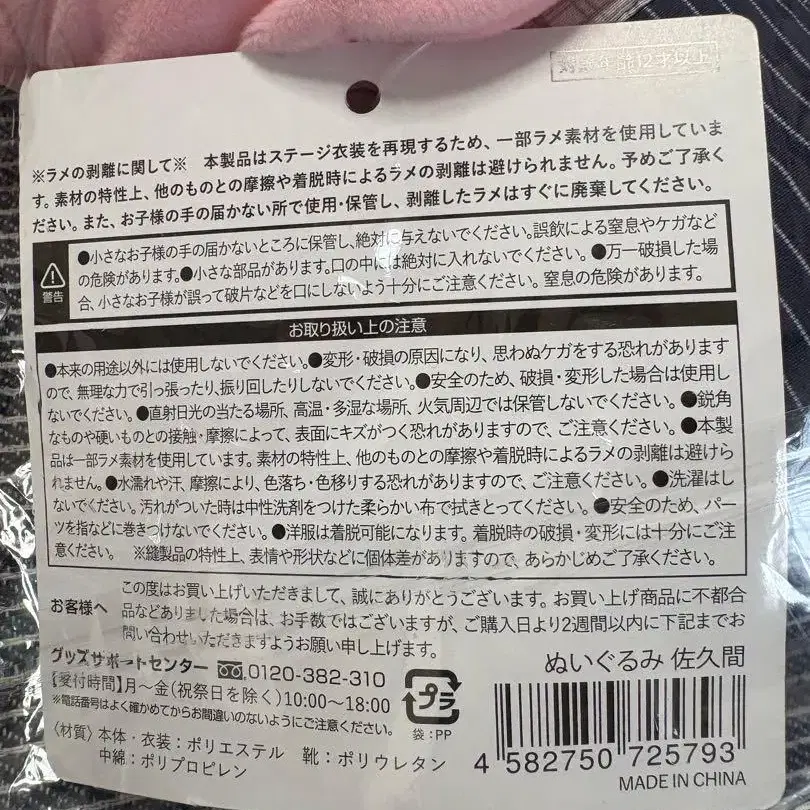 対象年齢12才以上
※ラメの剥離に関して※ 本製品はステージ衣装を再現するため、一部ラメ素材を使用していま
す。素材の特性上、他のものとの摩擦や着脱時によるラメの剥離は避けられません。予めご了承く
ださい。また、お子様の手の届かない所で使用・保管し、剥離したラメはすぐに廃棄してください。
警告
●小さなお子様の手の届かないところに保管し、絶対に与えないでください。誤飲による窒息やケガなど
の危険があります。●小さな部品があります。口の中には絶対に入れないでください。●万一破損した場
合、小さなお子様が誤って破片などを口にしないよう十分にご注意ください。窒息の危険があります。
お取り扱い上の注意
●本来の用途以外には使用しないでください。●変形・破損の原因になり、思わぬケガをする恐れがあります
ので、無理な力で引っ張ったり、振り回したりしないでください。●安全のため、破損・変形した場合は使用し
ないでください。●直射日光の当たる場所、高温・多湿な場所、火気周辺では保管しないでください。●鋭角
なものや硬いものとの接触・摩擦によって、表面にキズがつく恐れがありますので、ご注意ください。●本製
品は一部ラメ素材を使用しています。素材の特性上、他のものとの摩擦や着脱時によるラメの剥離は避けら
れません。●水濡れや汗、摩擦により、色落ち・色移りする恐れがありますので、ご注意ください。●洗濯はし
ないでください。汚れがついた時は中性洗剤をつけた柔らかい布で拭きとってください。●安全のため、パー
ツを指などに巻きつけないでください。●洋服は着脱可能になります。着脱時の破損・変形には十分にご注
意ください。 ※縫製品の特性上、表情や形状などに個体差がありますので、あらかじめご了承ください。
お客様へ
この度はお買い上げいただきまして、誠にありがとうございます。お買い上げ商品に不都合
品などありました場合は、お手数ではございますが、ご購入日より2週間以内に下記までお
問い合わせいただきますようお願い申し上げます。
グッズサポートセンター 0120-382-310
【受付時間】月～金(祝祭日を除く)10:00～18:00
※電話番号はよく確かめてからお間違いのないようにご注意ください。
〈材質〉本体・衣装：ポリエステル 靴：ポリウレタン
中綿：ポリプロピレン
プラ
袋：PP
ぬいぐるみ 佐久間
4 582750 725793
MADE IN CHINA